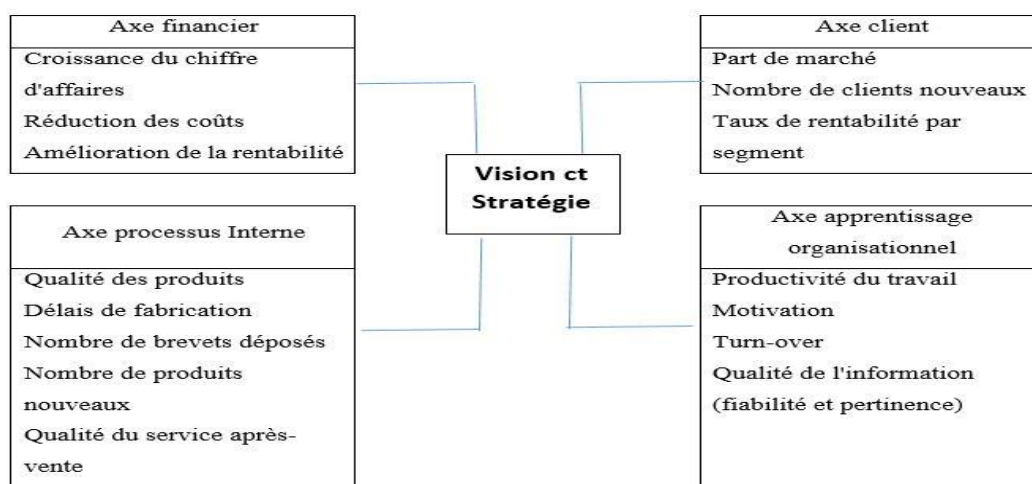 Axe financier
Croissance du chiffre
d'affaires
Réduction des coûts
Amélioration de la rentabilité
Axe client
Part de marché
Nombre de clients nouveaux
Taux de rentabilité par
segment
Vision ct
Stratégie
Axe processus Interne
Qualité des produits
Délais de fabrication
Nombre de brevets déposés
Nombre de produits
nouveaux
Qualité du service après-
vente
Axe apprentissage
organisationnel
Productivité du travail
Motivation
Turn-over
Qualité de l'information
(fiabilité et pertinence)